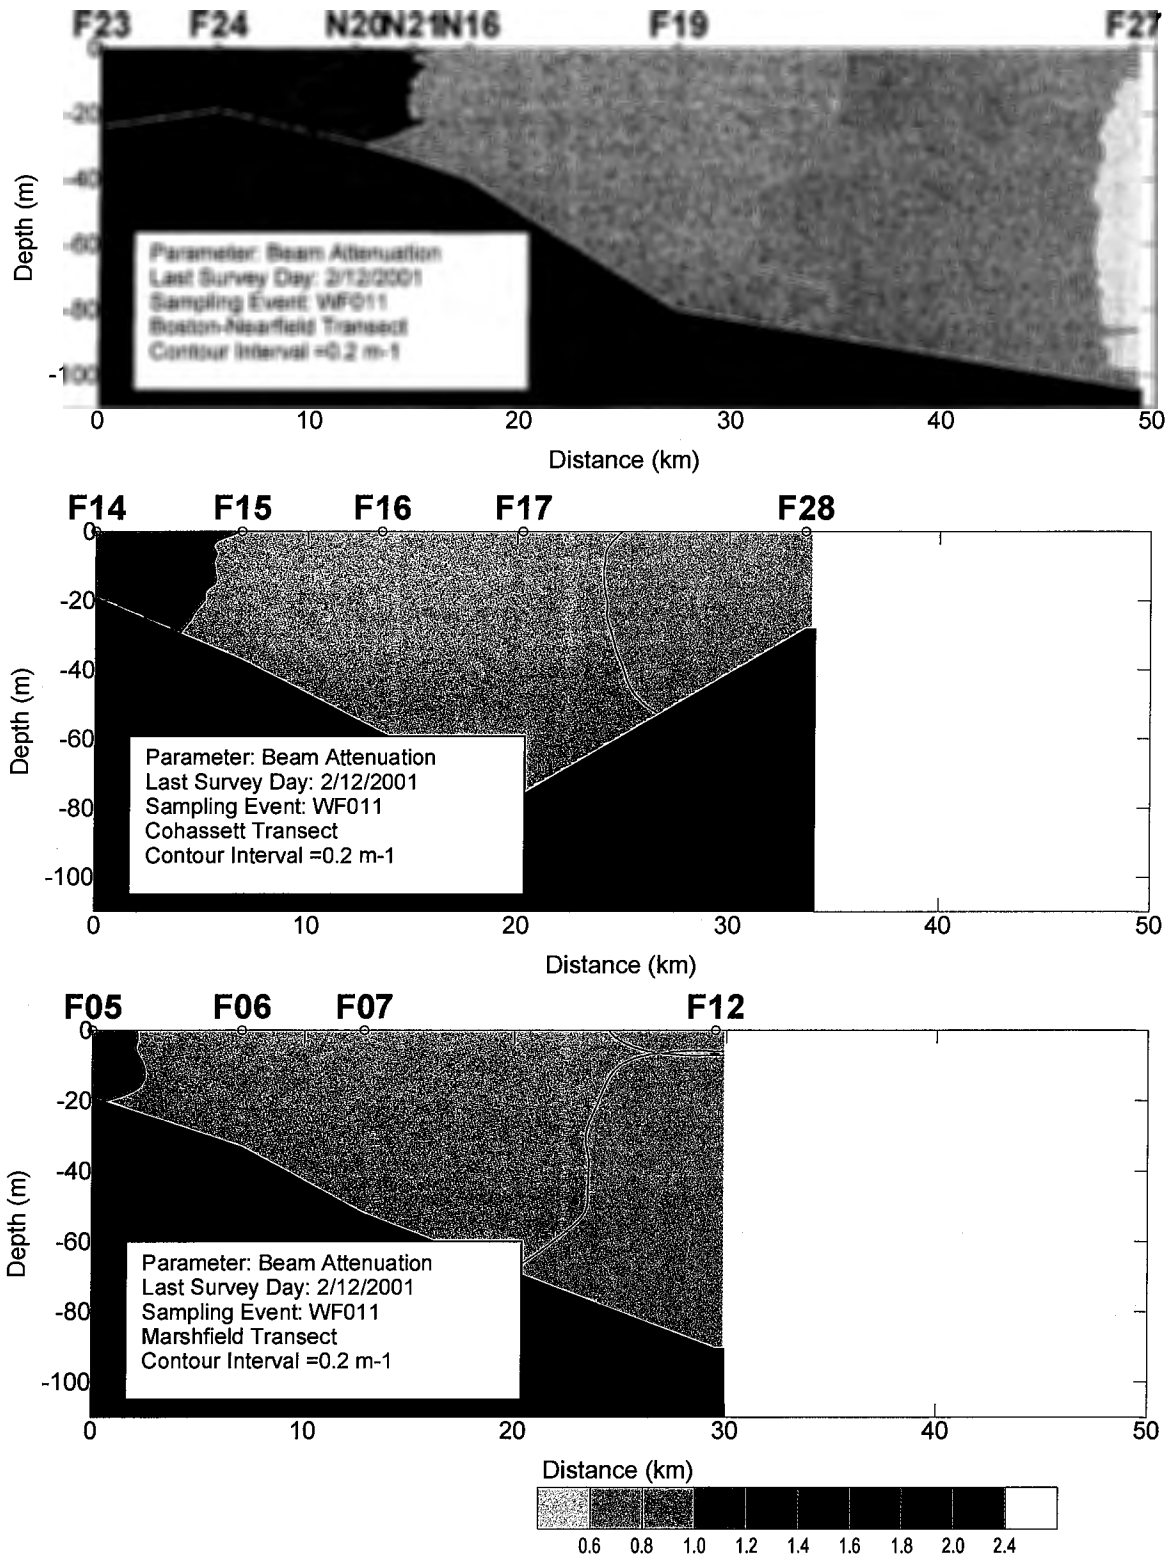 F23 F24 N20 N21 N16 F19 F27
0
-20
-40
-60
-80
-100
Depth (m)
Parameter: Beam Attenuation
Last Survey Day: 2/12/2001
Sampling Event: WF011
Boston-Nearfield Transect
Contour Interval =0.2 m-1
0 10 20 30 40 50
Distance (km)
F14 F15 F16 F17 F28
0
-20
-40
-60
-80
-100
Depth (m)
Parameter: Beam Attenuation
Last Survey Day: 2/12/2001
Sampling Event: WF011
Cohassett Transect
Contour Interval =0.2 m-1
0 10 20 30 40 50
Distance (km)
F05 F06 F07 F12
0
-20
-40
-60
-80
-100
Depth (m)
Parameter: Beam Attenuation
Last Survey Day: 2/12/2001
Sampling Event: WF011
Marshfield Transect
Contour Interval =0.2 m-1
0 10 20 30 40 50
Distance (km)
0.6 0.8 1.0 1.2 1.4 1.6 1.8 2.0 2.4